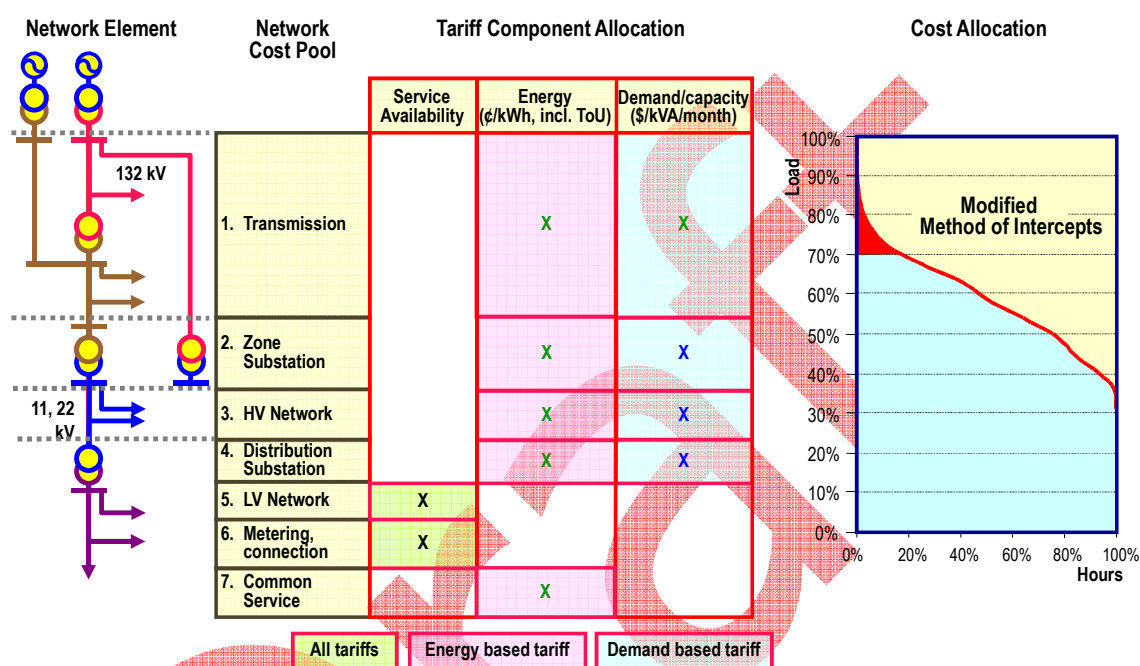 Network Element
Network
Cost Pool
Tariff Component Allocation
Cost Allocation
Service
Availability
Energy
(¢/kWh, incl. ToU)
Demand/capacity
($/kVA/month)
132 kV
11, 22
kV
1. Transmission
X
X
2. Zone
Substation
X
X
3. HV Network
X
X
4. Distribution
Substation
X
X
5. LV Network
X
6. Metering,
connection
X
7. Common
Service
X
All tariffs
Energy based tariff
Demand based tariff
Load
100%
90%
80%
70%
60%
50%
40%
30%
20%
10%
0%
Modified
Method of Intercepts
0%
20%
40%
60%
80%
100%
Hours